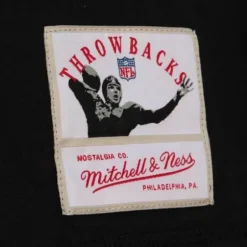 THROWBACKS
NFL
NOSTALGIA CO.
Mitchell & Ness
PHILADELPHIA, PA.